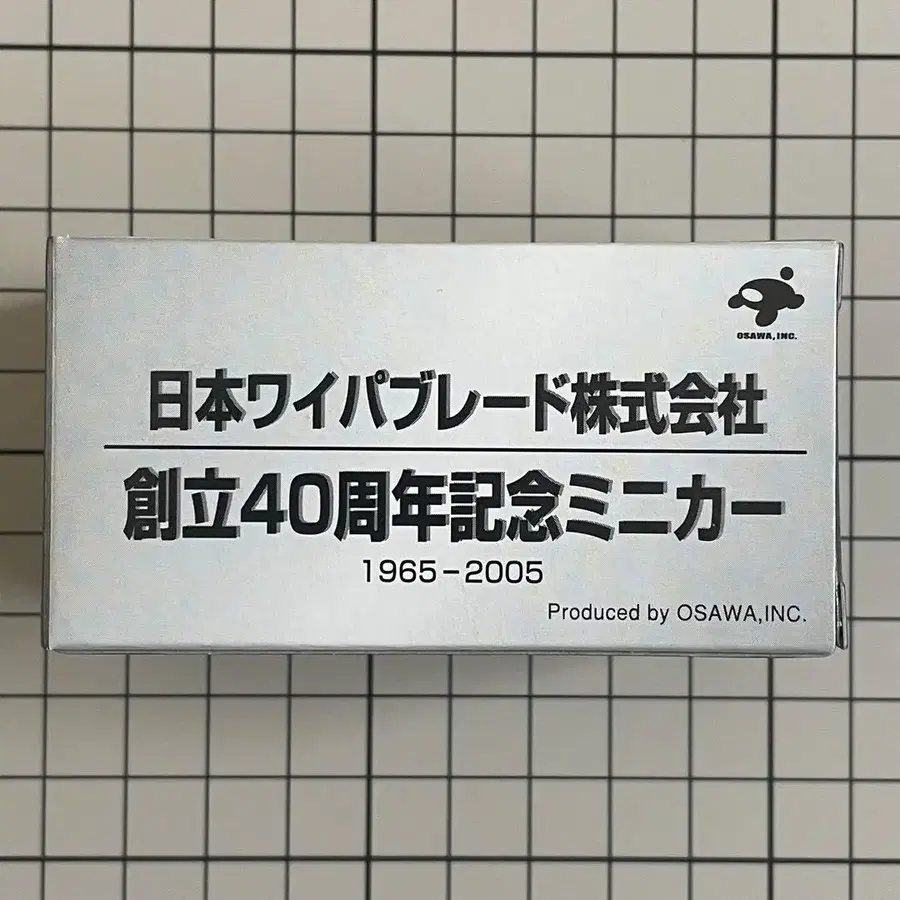 OSAWA, INC.
日本ワイパブレード株式会社
創立40周年記念ミニカー
1965-2005
Produced by OSAWA,INC.